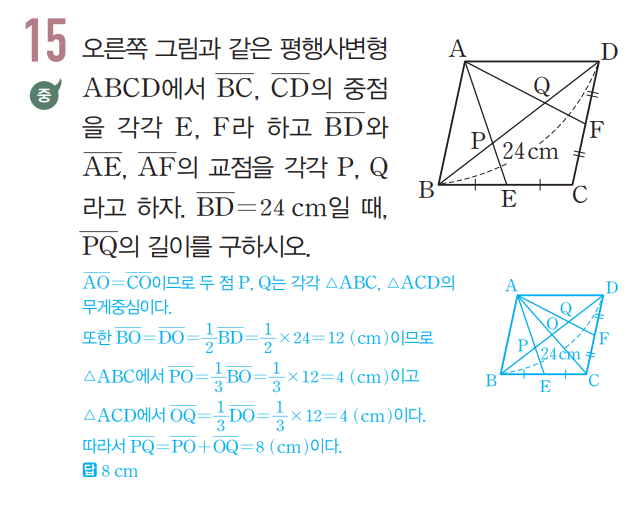 15
중
오른쪽 그림과 같은 평행사변형
ABCD에서 BC, CD의 중점
을 각각 E, F라 하고 BD와
AE, AF의 교점을 각각 P, Q
라고 하자. BD=24 cm일 때,
PQ의 길이를 구하시오.
A
D
Q
F
P
24 cm
B
E
C
AO=CO이므로 두 점 P, Q는 각각 △ABC, △ACD의
무게중심이다.
또한 BO=DO=1/2BD=1/2×24=12 (cm)이므로
△ABC에서 PO=1/3BO=1/3×12=4 (cm)이고
△ACD에서 OQ=1/3DO=1/3×12=4 (cm)이다.
따라서 PQ=PO+OQ=8 (cm)이다.
답 8 cm
A
D
Q
O
F
P
24 cm
B
E
C